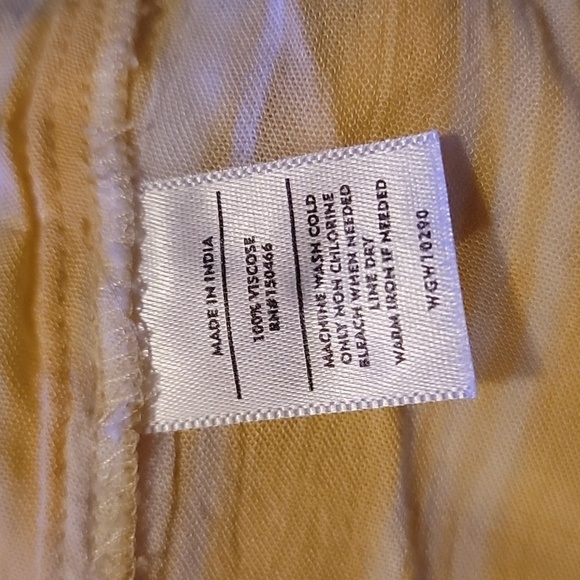 MADE IN INDIA
100% VISCOSE
RN#150466
MACHINE WASH COLD
ONLY NON CHLORINE
BLEACH WHEN NEEDED
LINE DRY
WARM IRON IF NEEDED
WGW10290